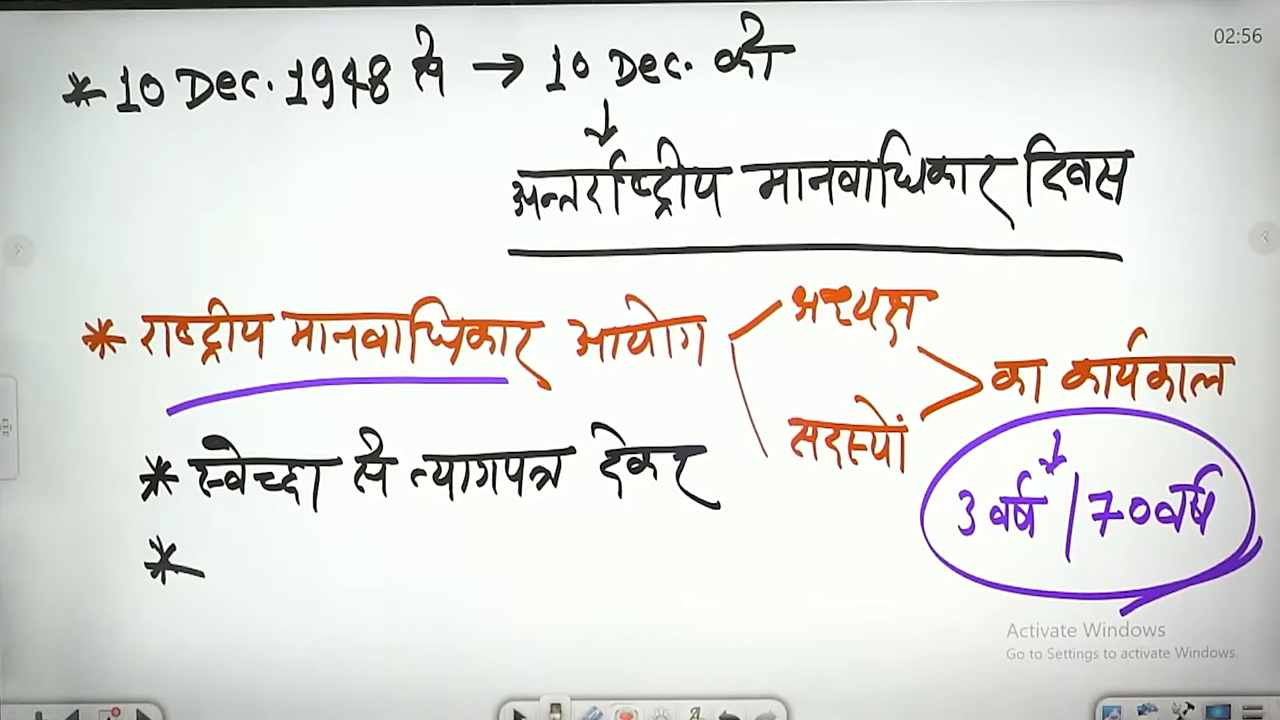 02:56
* 10 Dec. 1948 से → 10 Dec. को
↓
अन्तर्राष्ट्रीय मानवाधिकार दिवस
* राष्ट्रीय मानवाधिकार आयोग
अध्यक्ष
सदस्यों
का कार्यकाल
↓
3 वर्ष / 70 वर्ष
* स्वेच्छा से त्यागपत्र देकर
*
Activate Windows
Go to Settings to activate Windows.